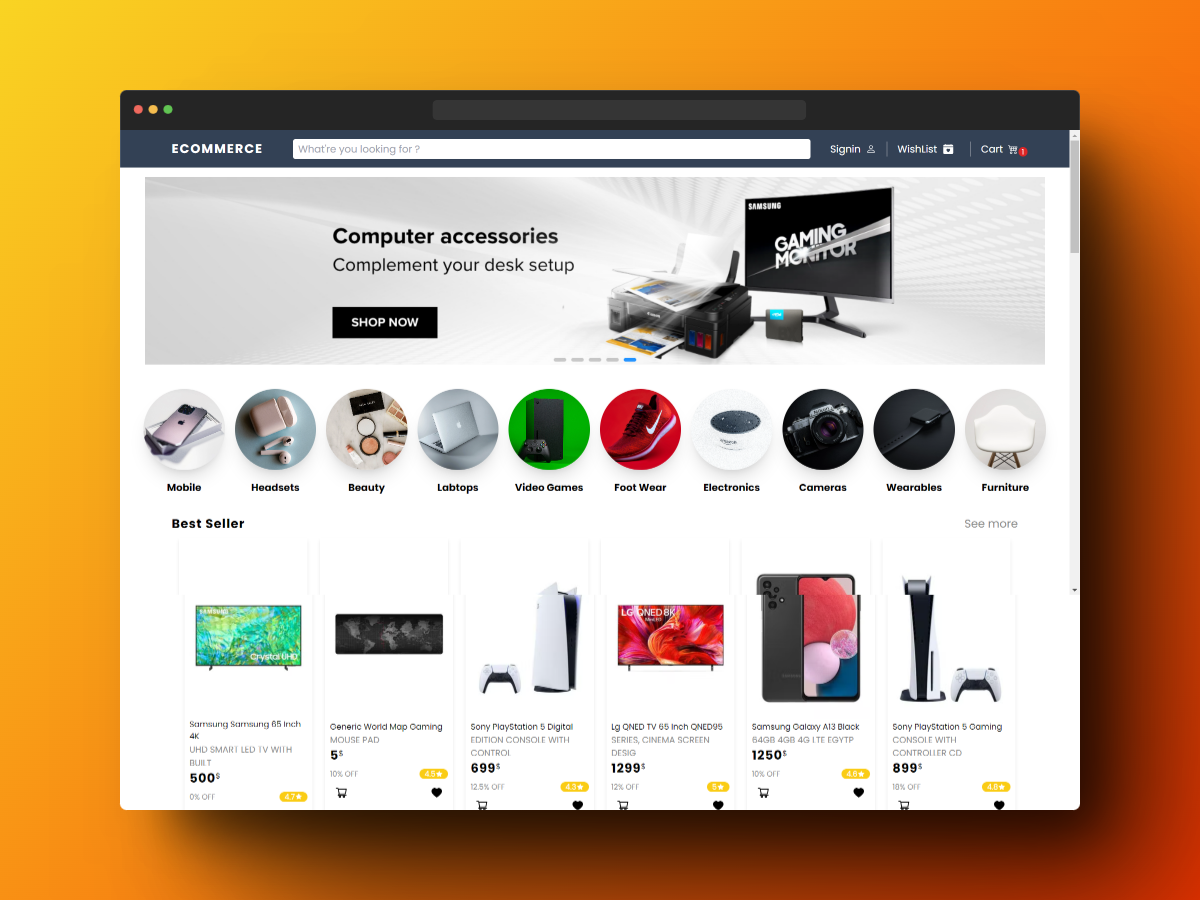 ECOMMERCE
What're you looking for ?
Signin
WishList
Cart
1
Computer accessories
Complement your desk setup
SHOP NOW
SAMSUNG
GAMING
MONITOR
Canon
Mobile
Headsets
Beauty
Labtops
Video Games
Foot Wear
Electronics
Cameras
Wearables
Furniture
Best Seller
See more
SAMSUNG
Crystal UHD
LG QNED 8K
Samsung Samsung 65 Inch
4K
UHD SMART LED TV WITH
BUILT
500$
0% OFF
4.7★
Generic World Map Gaming
MOUSE PAD
5$
10% OFF
4.5★
Sony PlayStation 5 Digital
EDITION CONSOLE WITH
CONTROL
699$
12.5% OFF
4.3★
Lg QNED TV 65 Inch QNED95
SERIES, CINEMA SCREEN
DESIG
1299$
12% OFF
5★
Samsung Galaxy A13 Black
64GB 4GB 4G LTE EGYTP
1250$
10% OFF
4.6★
Sony PlayStation 5 Gaming
CONSOLE WITH
CONTROLLER CD
899$
18% OFF
4.8★